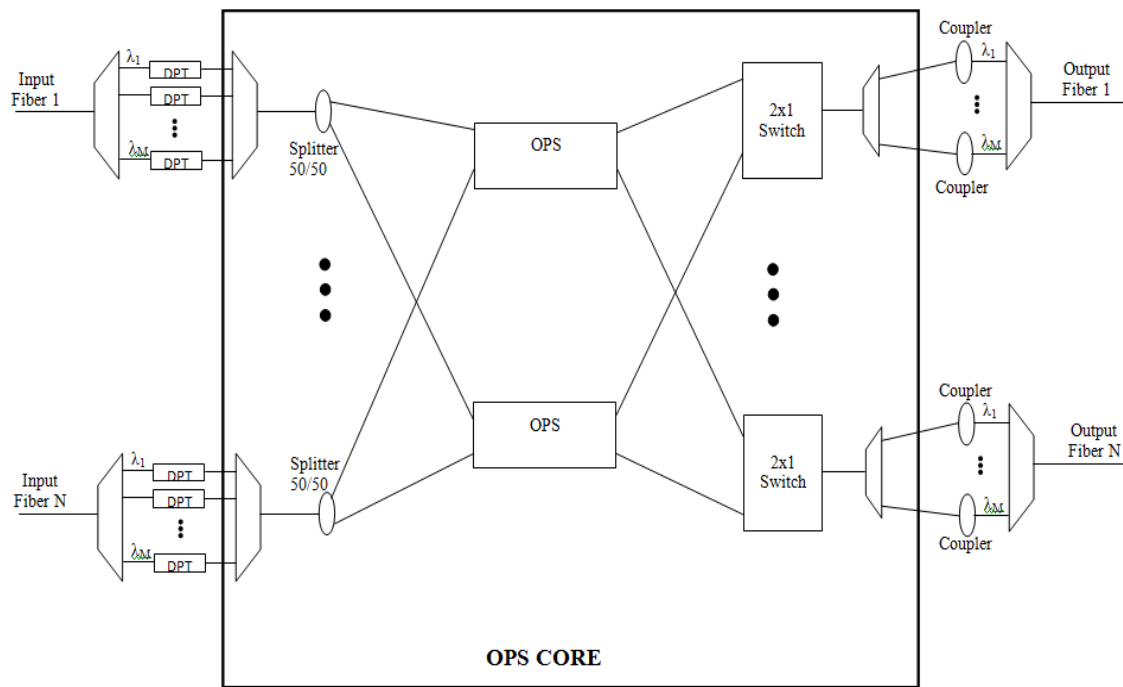 Coupler
λ1
Input
Fiber 1
DPT
DPT
λM
DPT
Splitter
50/50
OPS
2x1
Switch
Output
Fiber 1
λM
Coupler
Coupler
λ1
Input
Fiber N
λ1
DPT
DPT
λM
DPT
Splitter
50/50
OPS
2x1
Switch
Output
Fiber N
λM
Coupler
OPS CORE